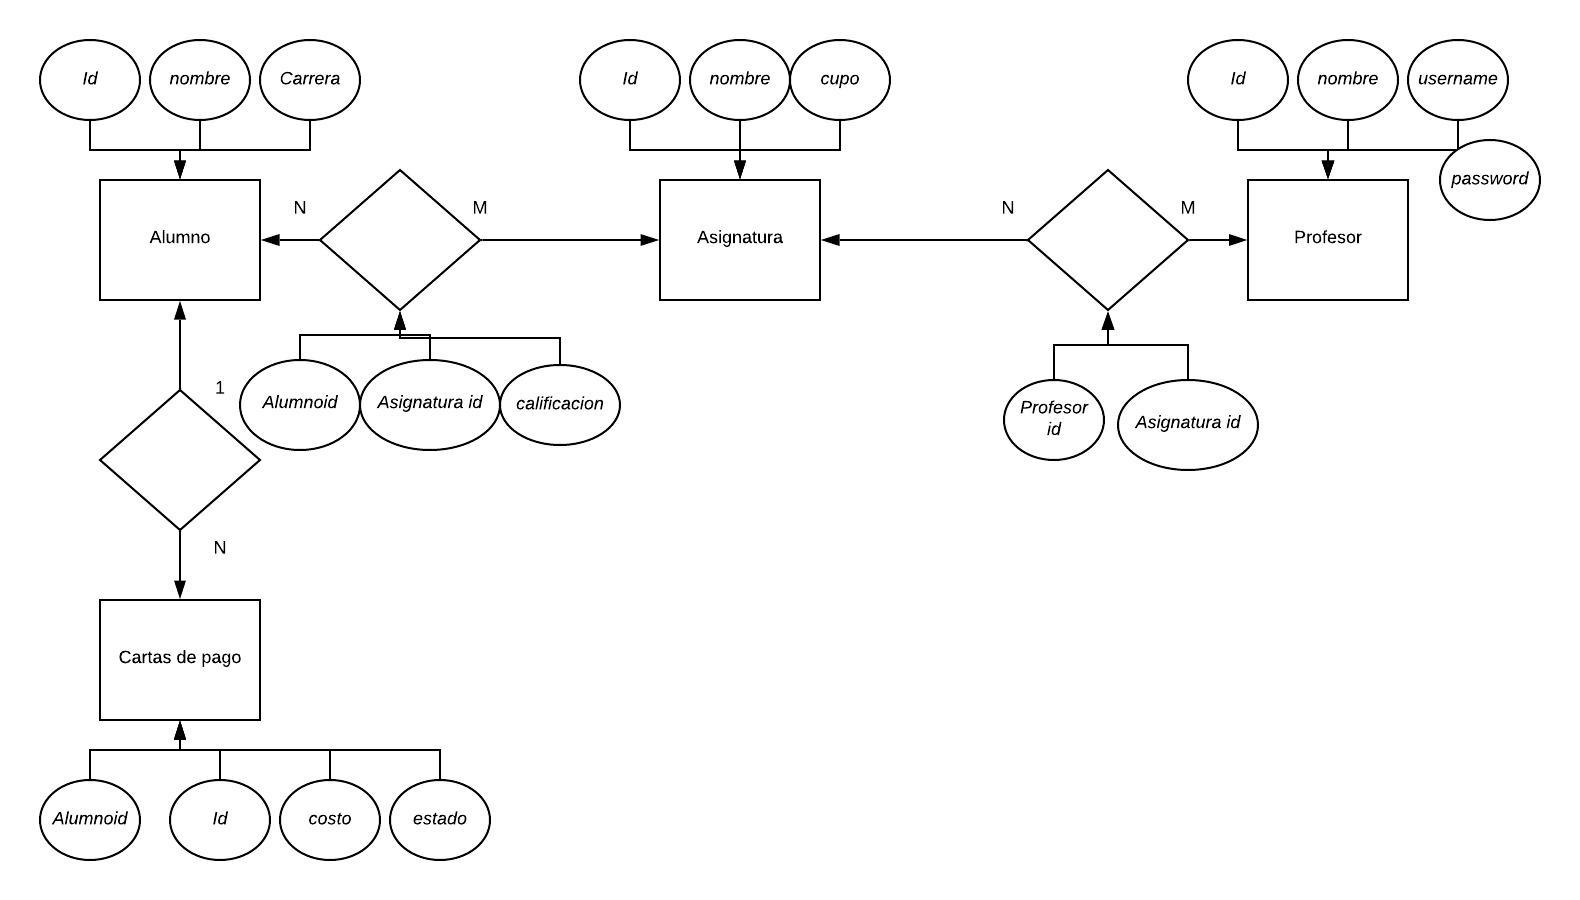 Id
nombre
Carrera
Id
nombre
cupo
Id
nombre
username
password
N
M
N
M
Alumno
Asignatura
Profesor
1
Alumnoid
Asignatura id
calificacion
Profesor
id
Asignatura id
N
Cartas de pago
Alumnoid
Id
costo
estado